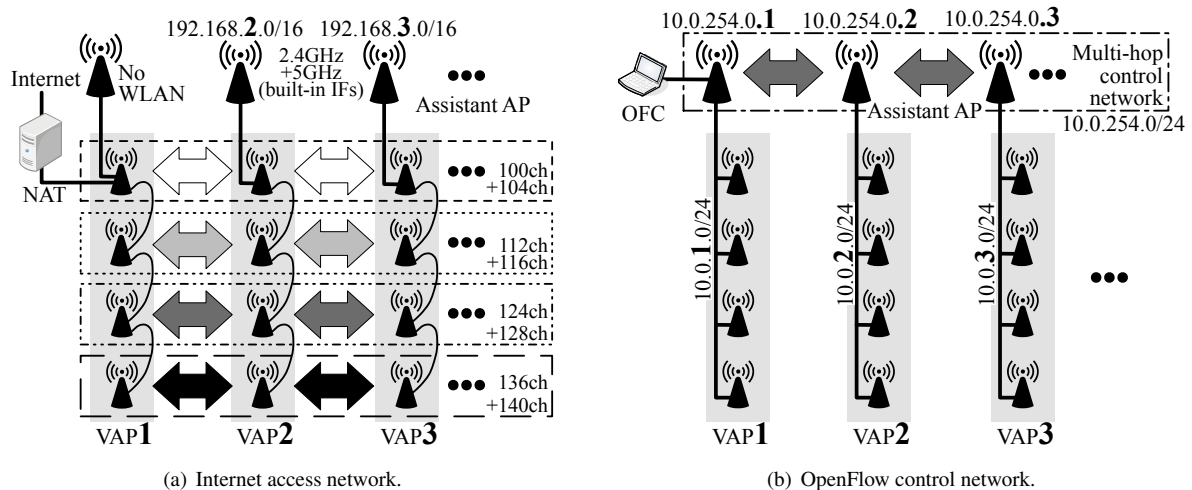 192.168.2.0/16
192.168.3.0/16
2.4GHz
+5GHz
(built-in IFs)
Internet
No
WLAN
Assistant AP
NAT
100ch
+104ch
112ch
+116ch
124ch
+128ch
136ch
+140ch
VAP1
VAP2
VAP3
(a) Internet access network.
10.0.254.0.1
10.0.254.0.2
10.0.254.0.3
Multi-hop
control
network
OFC
Assistant AP
10.0.254.0/24
10.0.1.0/24
10.0.2.0/24
10.0.3.0/24
VAP1
VAP2
VAP3
(b) OpenFlow control network.